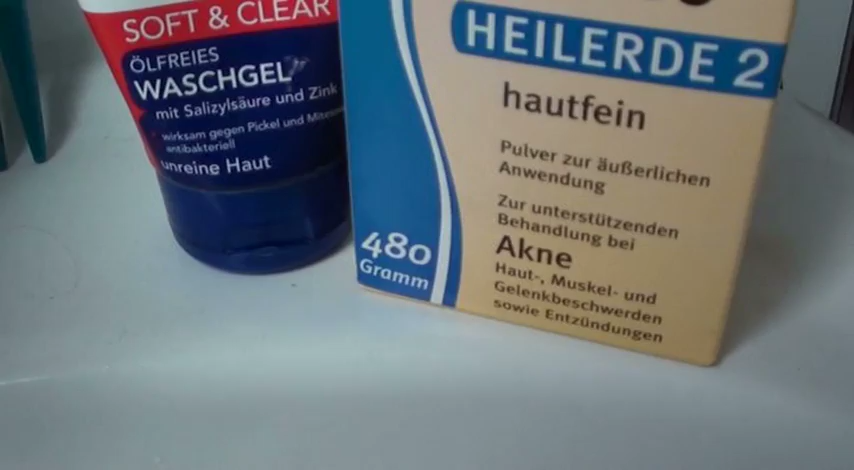 SOFT & CLEAR
ÖLFREIES
WASCHGEL
mit Salizylsäure und Zink
wirksam gegen Pickel und
antibakteriell
unreine Haut
HEILERDE 2
hautfein
Pulver zur äußerlichen
Anwendung
Zur unterstützenden
Behandlung bei
Akne
Haut-, Muskel- und
Gelenkbeschwerden
sowie Entzündungen
480
Gramm